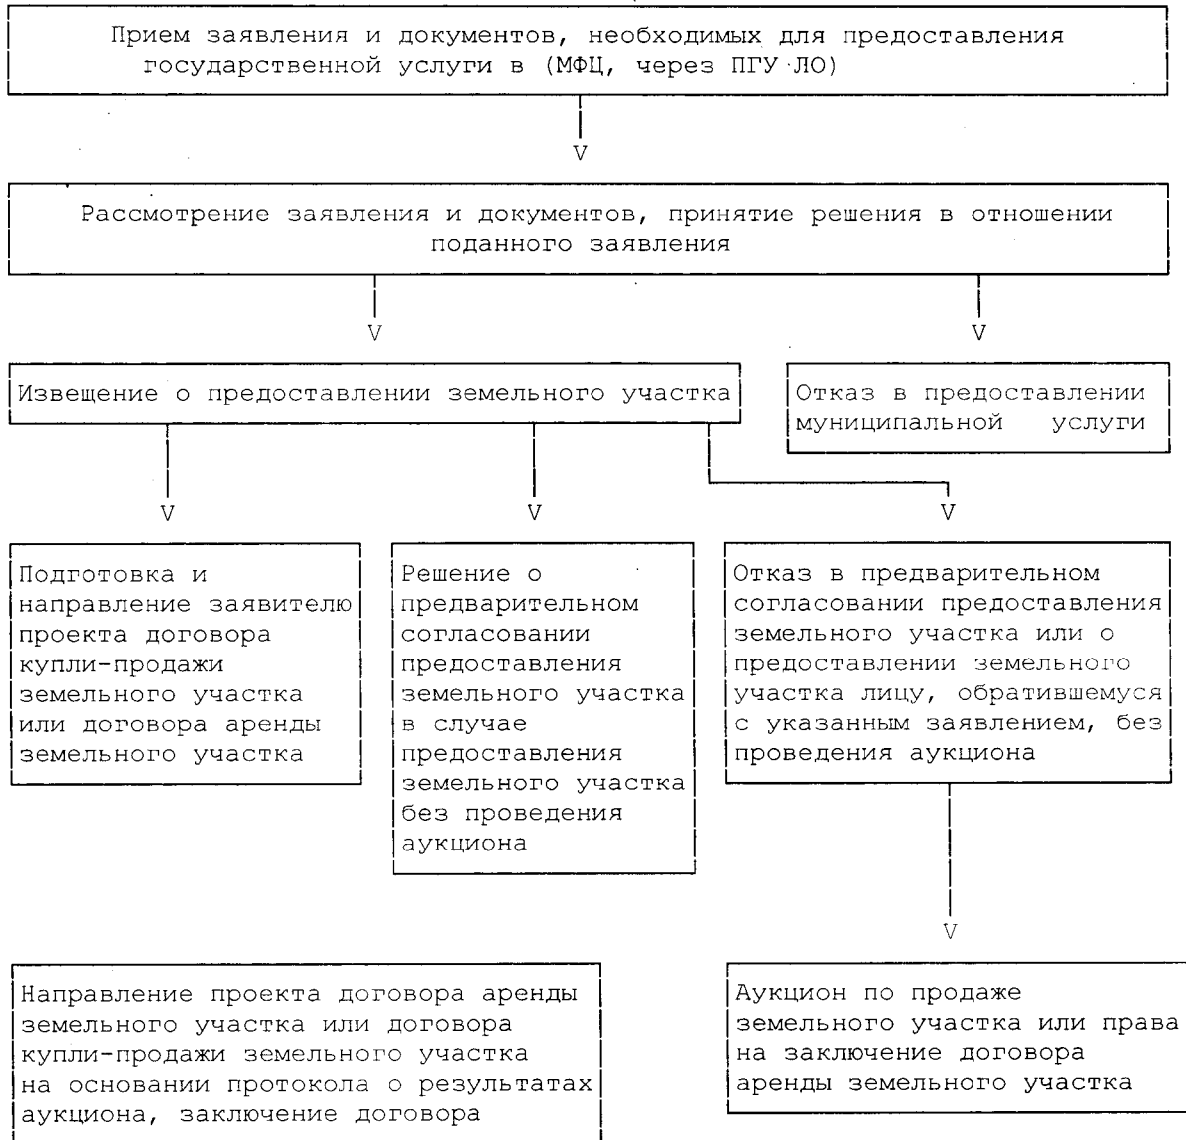 Прием заявления и документов, необходимых для предоставления
государственной услуги в (МФЦ, через ПГУ ЛО)
V
Рассмотрение заявления и документов, принятие решения в отношении
поданного заявления
V
V
Извещение о предоставлении земельного участка
Отказ в предоставлении
муниципальной услуги
V
V
V
Подготовка и
направление заявителю
проекта договора
купли-продажи
земельного участка
или договора аренды
земельного участка
Решение о
предварительном
согласовании
предоставления
земельного участка
в случае
предоставления
земельного участка
без проведения
аукциона
Отказ в предварительном
согласовании предоставления
земельного участка или о
предоставлении земельного
участка лицу, обратившемуся
с указанным заявлением, без
проведения аукциона
V
Направление проекта договора аренды
земельного участка или договора
купли-продажи земельного участка
на основании протокола о результатах
аукциона, заключение договора
Аукцион по продаже
земельного участка или права
на заключение договора
аренды земельного участка